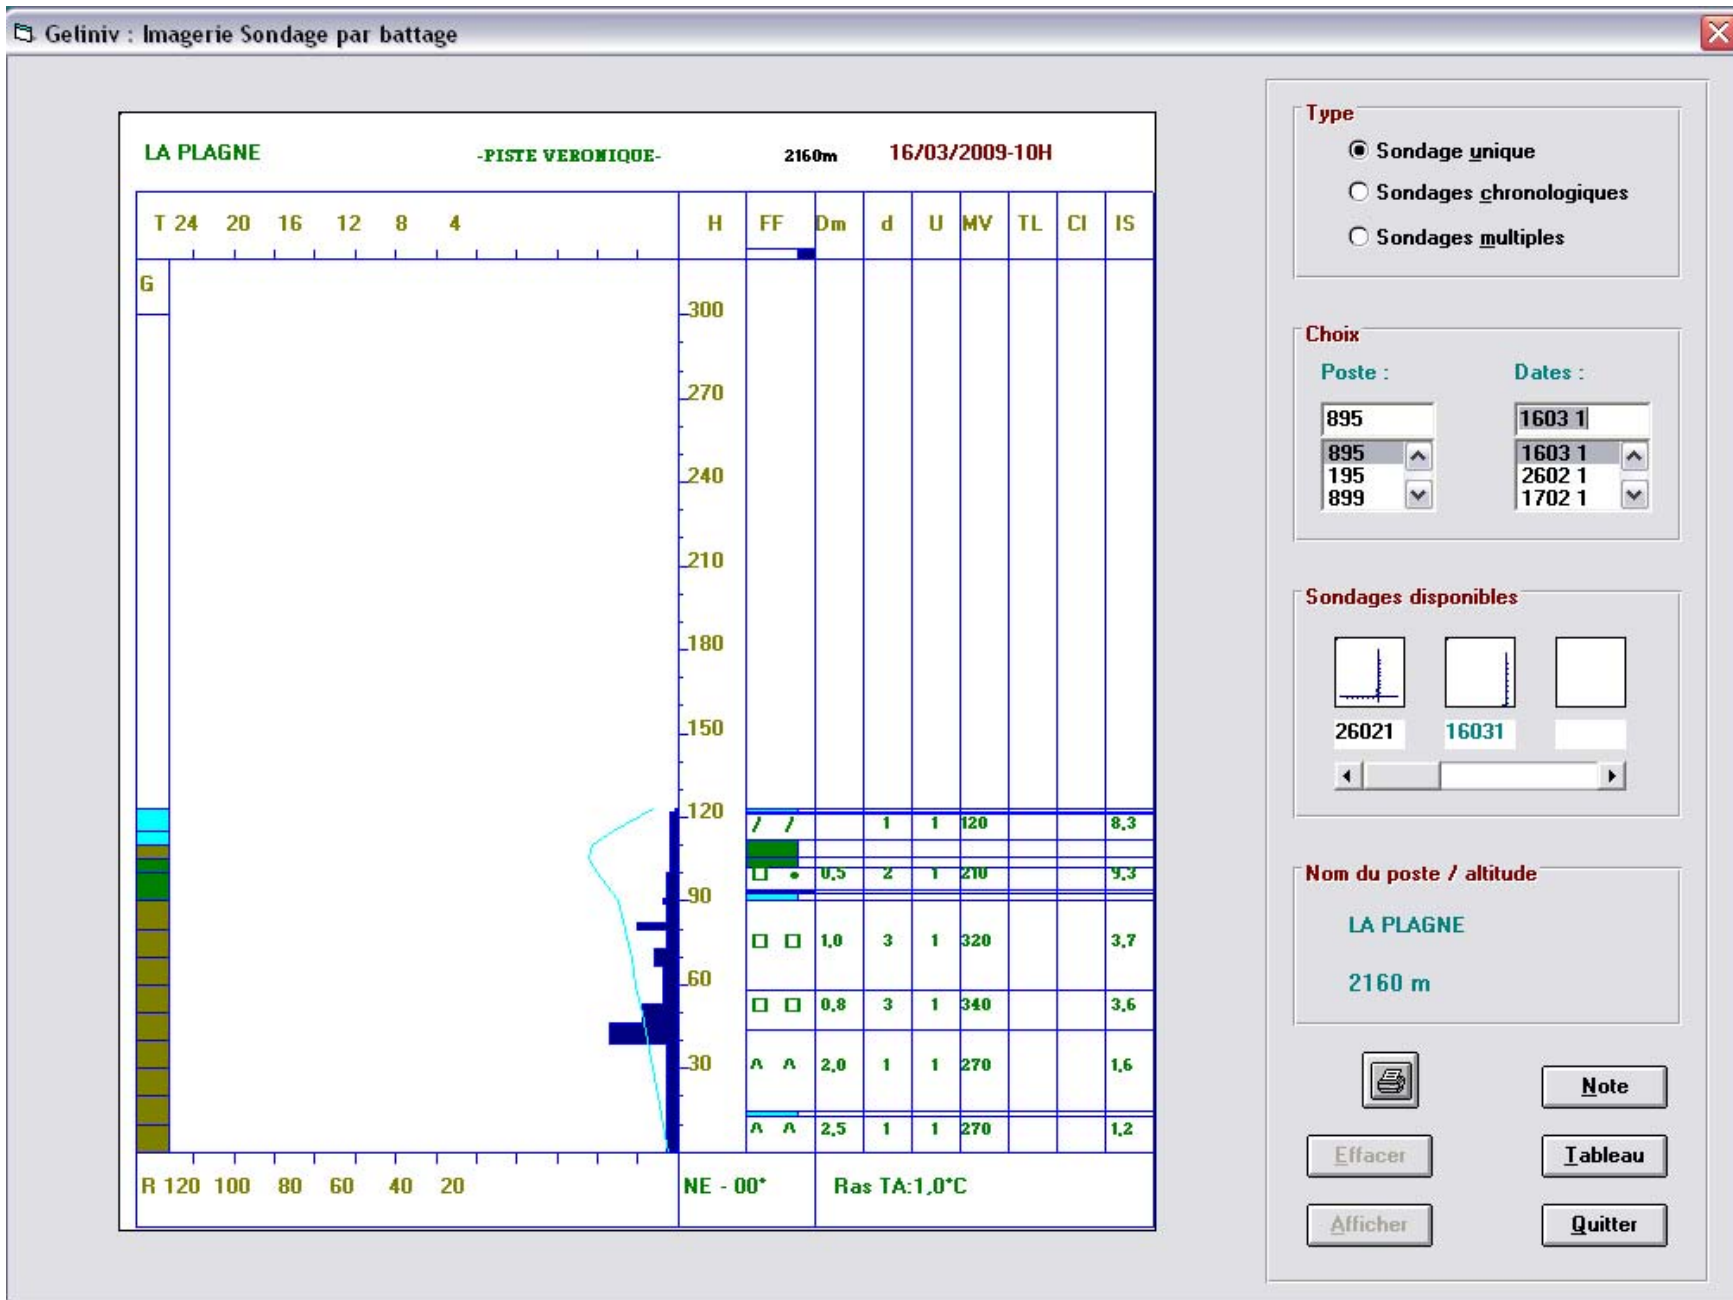 Geliniv : Imagerie Sondage par battage
LA PLAGNE -PISTE VERONIQUE- 2160m 16/03/2009-10H
T 24 20 16 12 8 4 H FF Dm d U MV TL CI IS
G
300
270
240
210
180
150
120
/ / 1 1 120 8,3
□ • 0,5 2 1 210 9,3
90
□ □ 1,0 3 1 320 3,7
60
□ □ 0,8 3 1 340 3,6
30
Λ Λ 2,0 1 1 270 1,6
Λ Λ 2,5 1 1 270 1,2
R 120 100 80 60 40 20 NE - 00* Ras TA:1,0*C
Type
Sondage unique
Sondages chronologiques
Sondages multiples
Choix
Poste : Dates :
895 1603 1
895 1603 1
195 2602 1
899 1702 1
Sondages disponibles
26021 16031
Nom du poste / altitude
LA PLAGNE
2160 m
Note
Effacer Tableau
Afficher Quitter